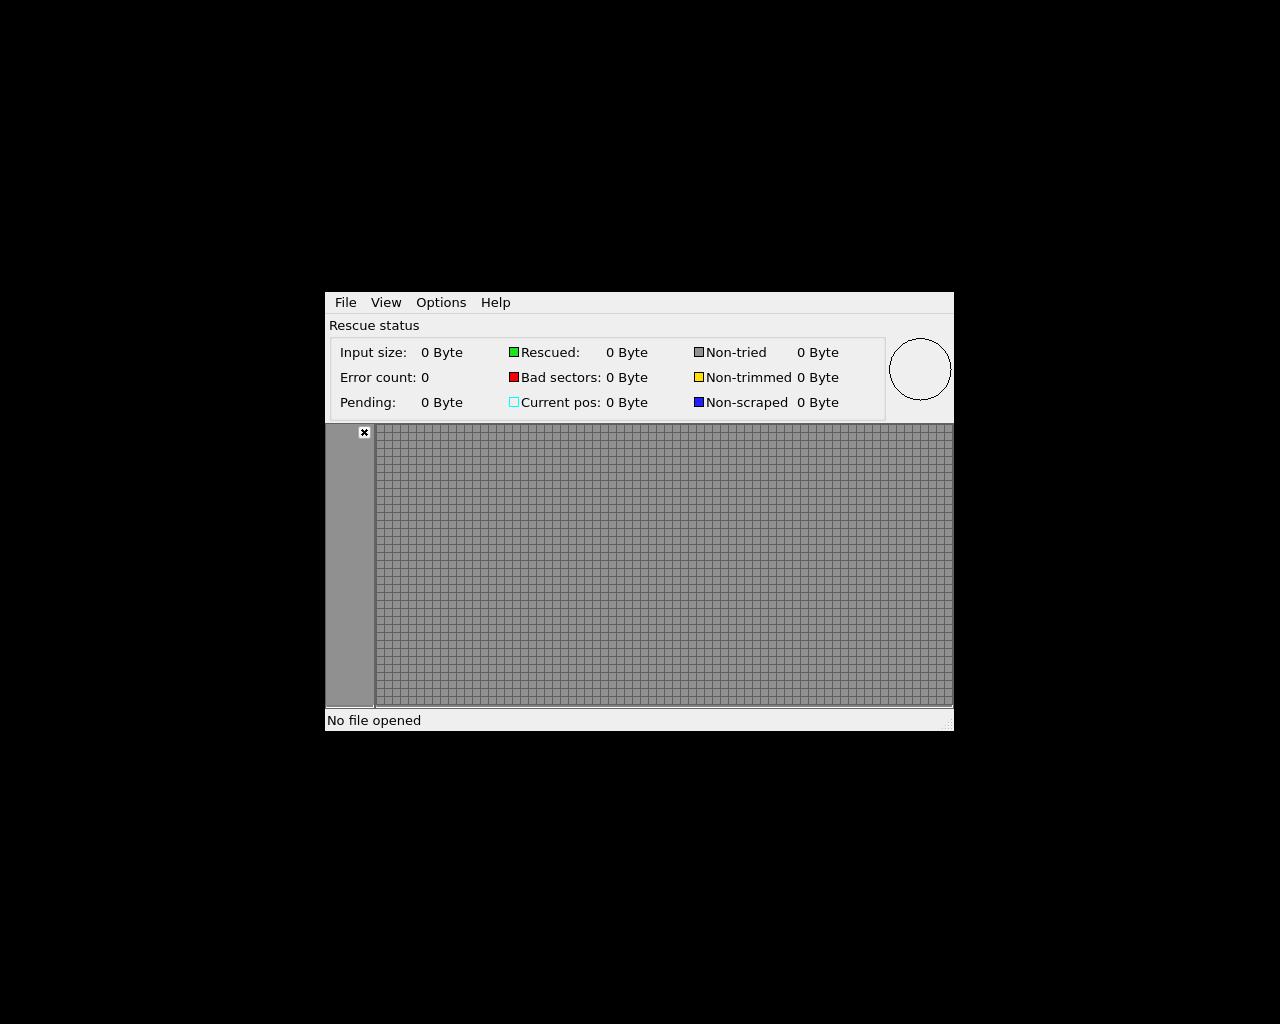 File View Options Help
Rescue status
Input size: 0 Byte Rescued: 0 Byte Non-tried 0 Byte
Error count: 0 Bad sectors: 0 Byte Non-trimmed 0 Byte
Pending: 0 Byte Current pos: 0 Byte Non-scraped 0 Byte
No file opened